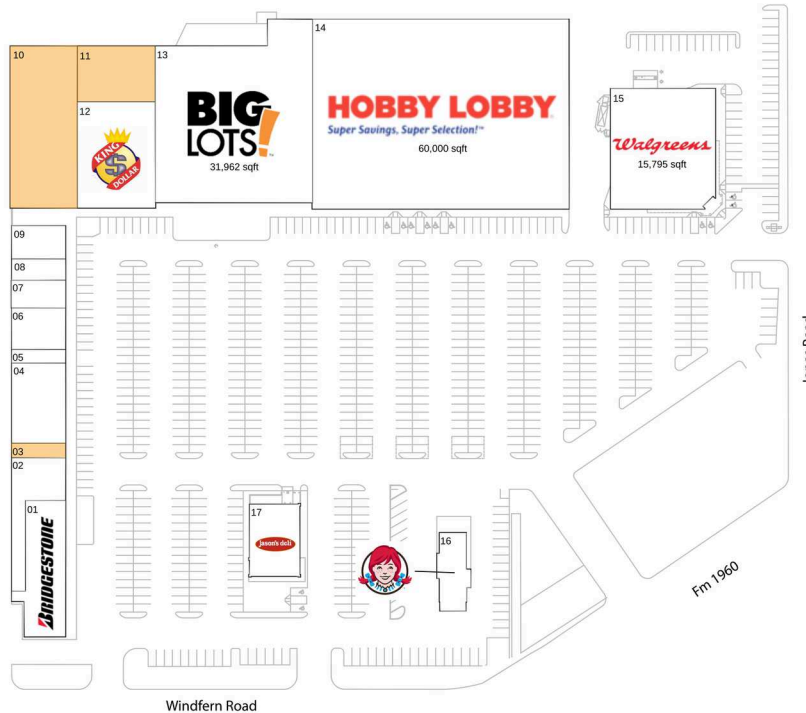 10
11
12
KING
$
DOLLAR
13
BIG
LOTS!
31,962 sqft
14
HOBBY LOBBY
Super Savings, Super Selection!™
60,000 sqft
15
Walgreens
15,795 sqft
09
08
07
06
05
04
03
02
01
BRIDGESTONE
17
jason's deli
16
Fm 1960
Windfern Road